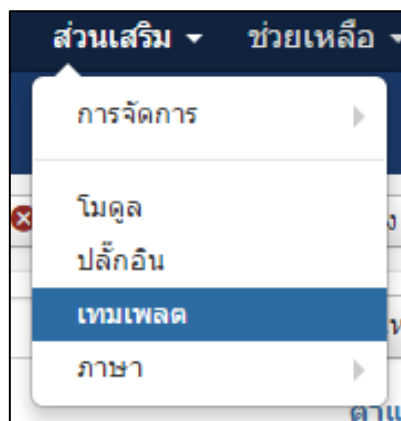 ส่วนเสริม ช่วยเหลือ
การจัดการ
โมดูล
ปลั๊กอิน
เทมเพลต
ภาษา